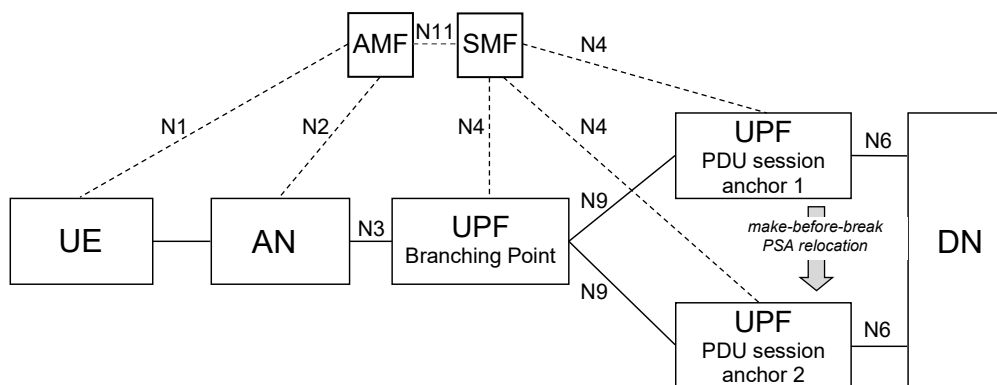 AMF
N11
SMF
N4
N1
N2
N4
N4
UPF
PDU session
anchor 1
N6
UE
AN
N3
UPF
Branching Point
N9
make-before-break
PSA relocation
DN
N9
UPF
PDU session
anchor 2
N6